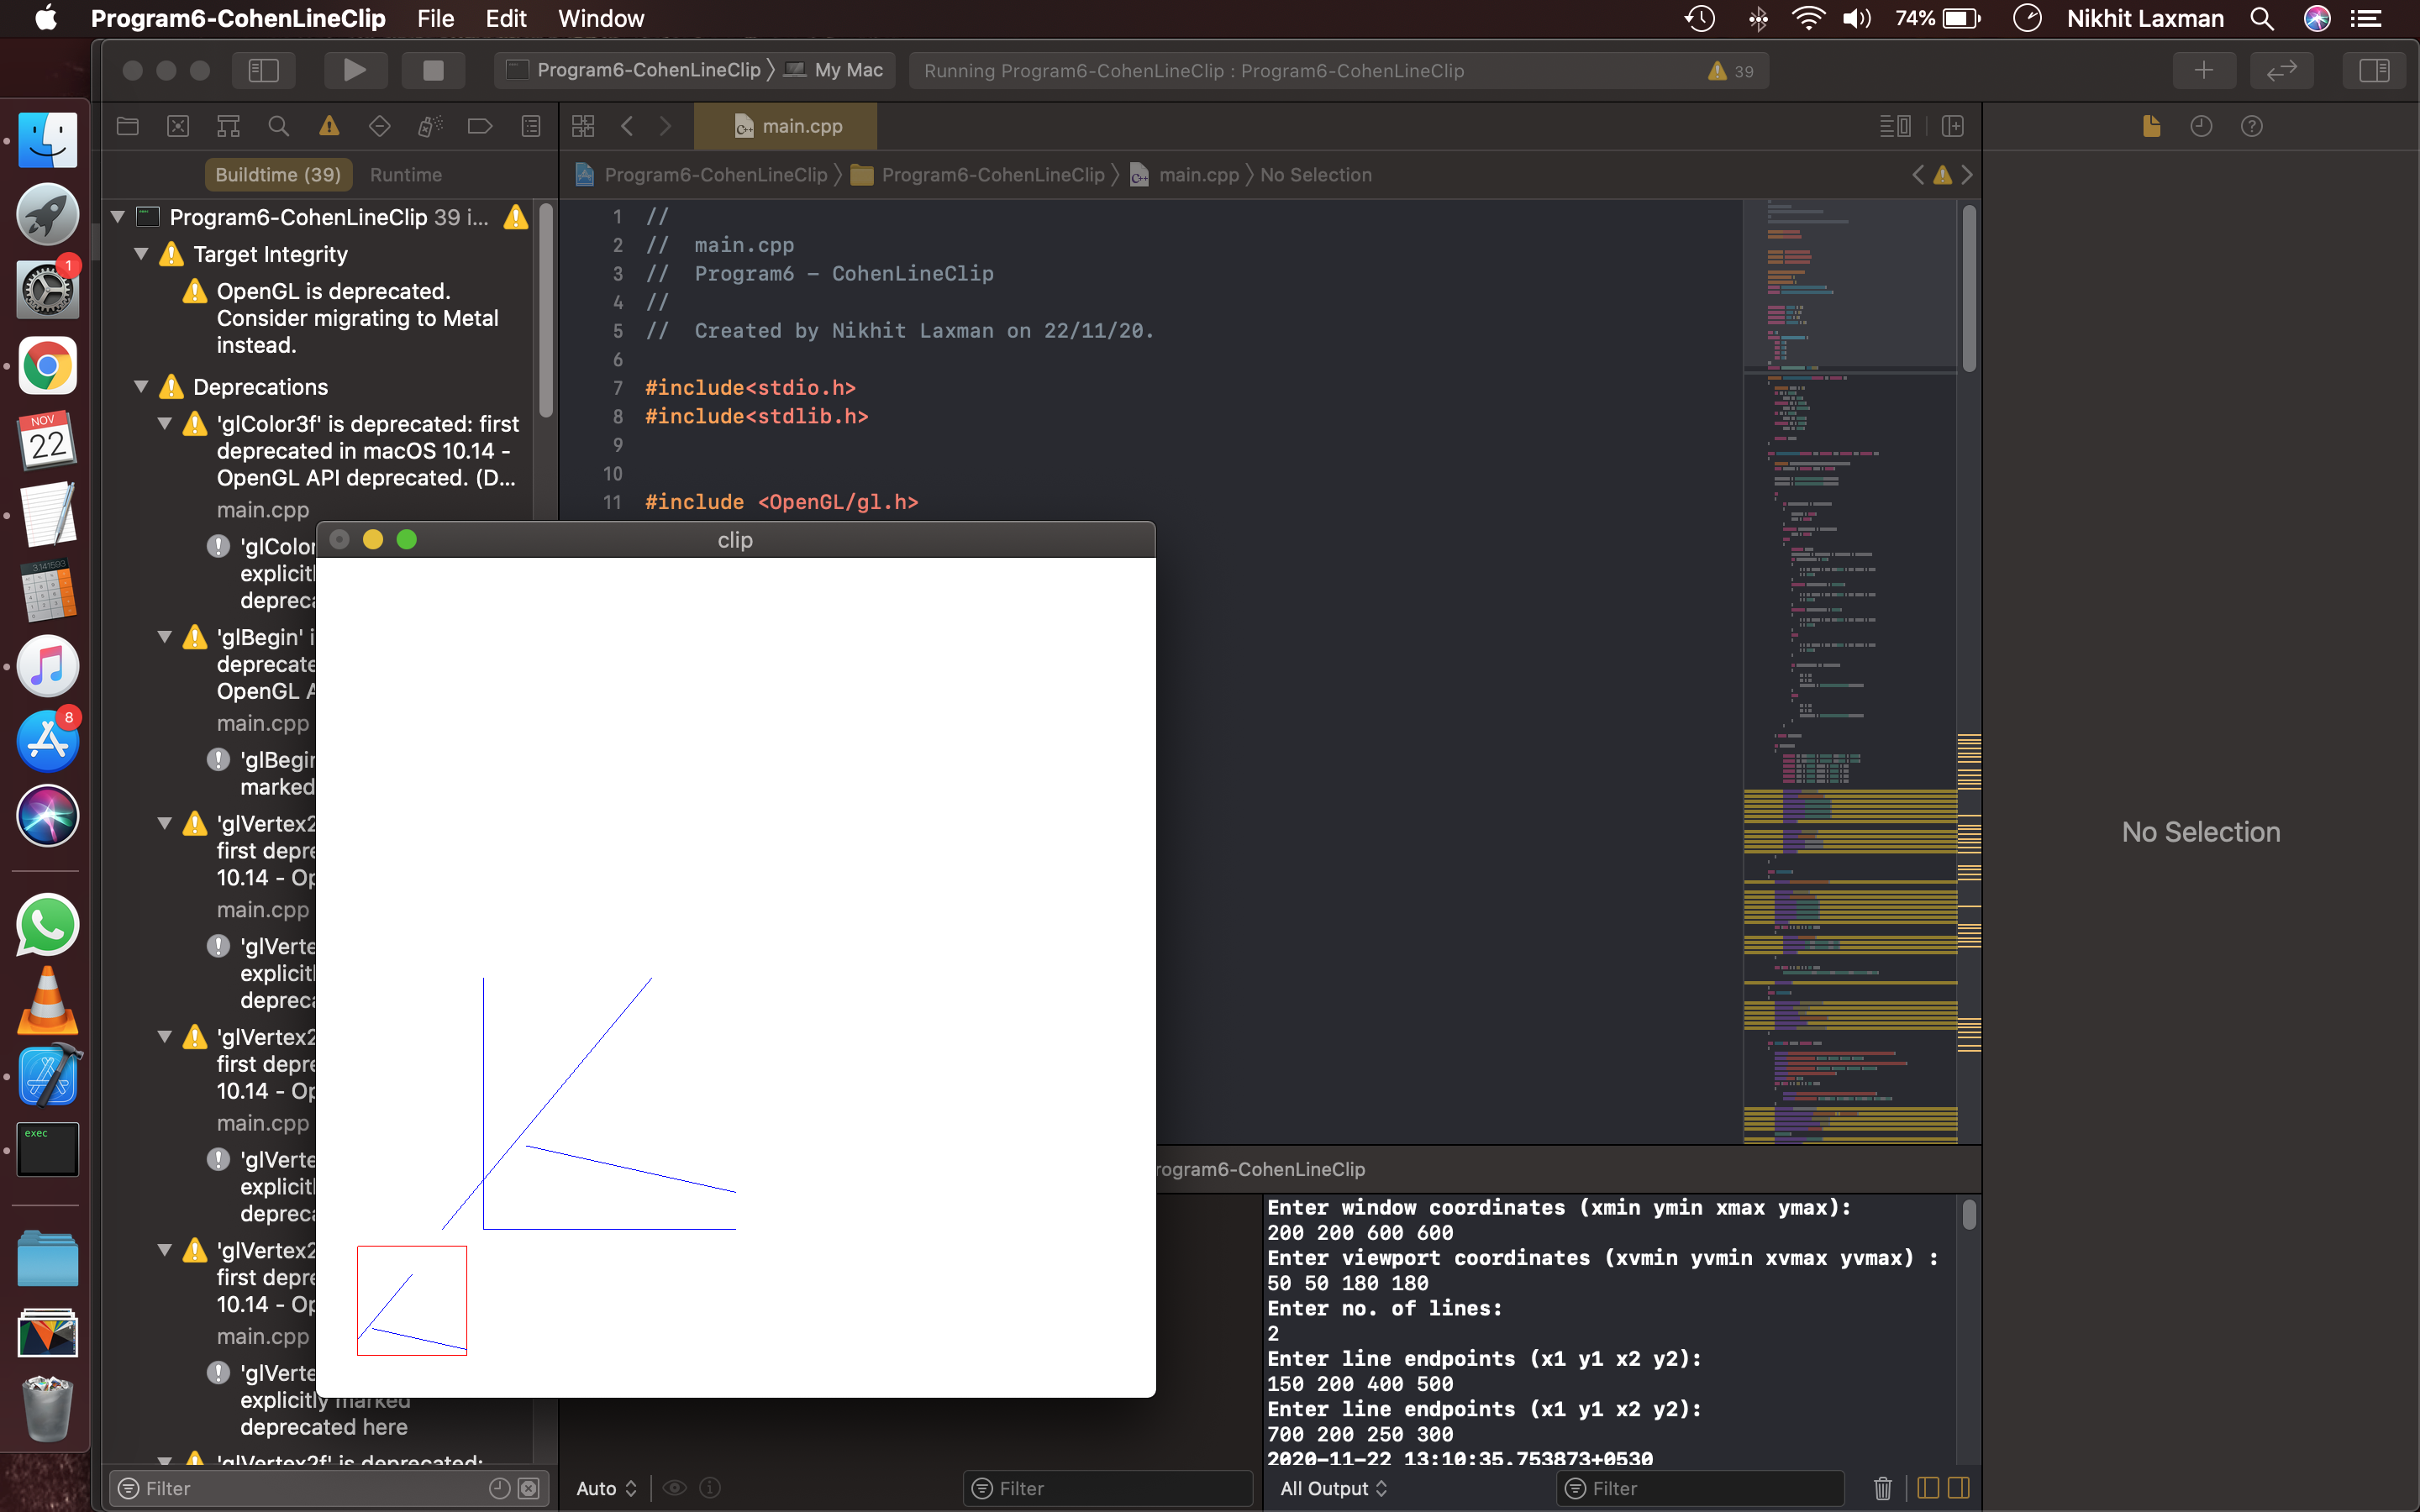 Program6-CohenLineClip File Edit Window 74% Nikhit Laxman
Program6-CohenLineClip My Mac Running Program6-CohenLineClip : Program6-CohenLineClip 39
main.cpp
Buildtime (39) Runtime
Program6-CohenLineClip Program6-CohenLineClip main.cpp No Selection
Program6-CohenLineClip 39 i...
Target Integrity
OpenGL is deprecated.
Consider migrating to Metal
instead.
Deprecations
'glColor3f' is deprecated: first
deprecated in macOS 10.14 -
OpenGL API deprecated. (D...
main.cpp
'glColor
explicitl
depreca
'glBegin' i
deprecate
OpenGL A
main.cpp
'glBegin
marked
'glVertex2
first depre
10.14 - Op
main.cpp
'glVerte
explicitl
depreca
'glVertex2
first depre
10.14 - Op
main.cpp
'glVerte
explicitl
depreca
'glVertex2
first depre
10.14 - Op
main.cpp
'glVerte
explicitly marked
deprecated here
'glVertex2f' is deprecated:
Filter
1 //
2 // main.cpp
3 // Program6 - CohenLineClip
4 //
5 // Created by Nikhit Laxman on 22/11/20.
6
7 #include<stdio.h>
8 #include<stdlib.h>
9
10
11 #include <OpenGL/gl.h>
clip
No Selection
rogram6-CohenLineClip
Enter window coordinates (xmin ymin xmax ymax):
200 200 600 600
Enter viewport coordinates (xvmin yvmin xvmax yvmax) :
50 50 180 180
Enter no. of lines:
2
Enter line endpoints (x1 y1 x2 y2):
150 200 400 500
Enter line endpoints (x1 y1 x2 y2):
700 200 250 300
2020-11-22 13:10:35.753873+0530
Auto Filter All Output Filter
1
NOV
22
3.141593
8
exec